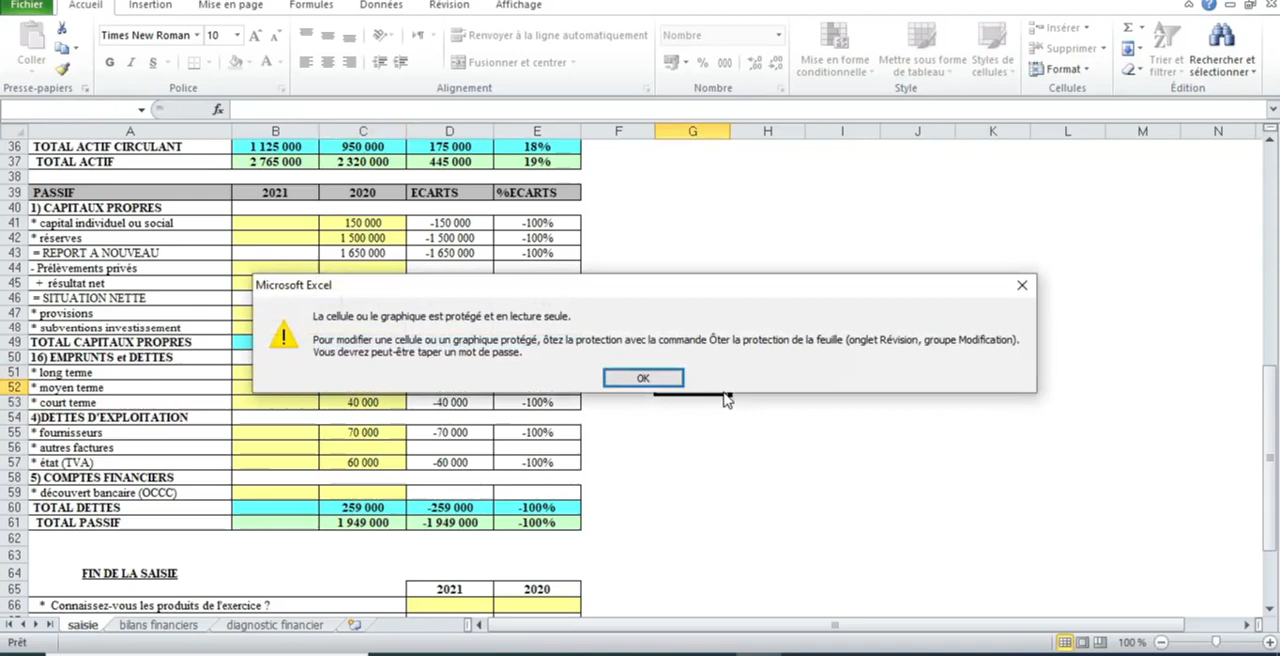 Fichier Accueil Insertion Mise en page Formules Données Révision Affichage
Times New Roman 10 Renvoyer à la ligne automatiquement Nombre Insérer
Coller G I S Fusionner et centrer % 000 Mise en forme conditionnelle Mettre sous forme de tableau Styles de cellules Supprimer Format Trier et filtrer Rechercher et sélectionner
Presse-papiers Police Alignement Nombre Style Cellules Édition
fx
A B C D E F G H I J K L M N
36 TOTAL ACTIF CIRCULANT 1 125 000 950 000 175 000 18%
37 TOTAL ACTIF 2 765 000 2 320 000 445 000 19%
38
39 PASSIF 2021 2020 ECARTS %ECARTS
40 1) CAPITAUX PROPRES
41 * capital individuel ou social 150 000 -150 000 -100%
42 * réserves 1 500 000 -1 500 000 -100%
43 = REPORT A NOUVEAU 1 650 000 -1 650 000 -100%
44 - Prélèvements privés
45 + résultat net
46 = SITUATION NETTE
47 * provisions
48 * subventions investissement
49 TOTAL CAPITAUX PROPRES
50 16) EMPRUNTS et DETTES
51 * long terme
52 * moyen terme
53 * court terme 40 000 -40 000 -100%
54 4)DETTES D'EXPLOITATION
55 * fournisseurs 70 000 -70 000 -100%
56 * autres factures
57 * état (TVA) 60 000 -60 000 -100%
58 5) COMPTES FINANCIERS
59 * découvert bancaire (OCCC)
60 TOTAL DETTES 259 000 -259 000 -100%
61 TOTAL PASSIF 1 949 000 -1 949 000 -100%
62
63
64 FIN DE LA SAISIE
65 2021 2020
66 * Connaissez-vous les produits de l'exercice ?
Microsoft Excel
La cellule ou le graphique est protégé et en lecture seule.
Pour modifier une cellule ou un graphique protégé, ôtez la protection avec la commande Ôter la protection de la feuille (onglet Révision, groupe Modification).
Vous devrez peut-être taper un mot de passe.
OK
saisie bilans financiers diagnostic financier
Prêt 100 %